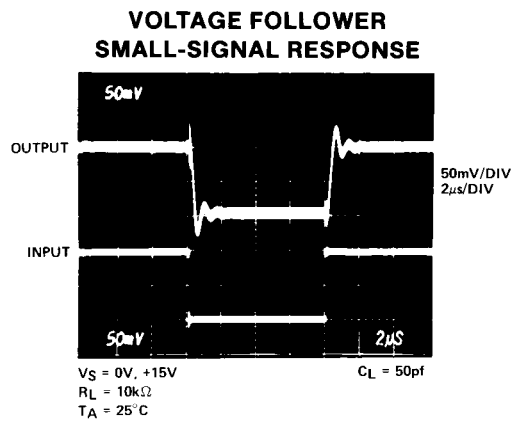 VOLTAGE FOLLOWER
SMALL-SIGNAL RESPONSE
50mV
OUTPUT
50mV/DIV
2μs/DIV
INPUT
50mV
2μS
VS = 0V, +15V
CL = 50pf
RL = 10kΩ
TA = 25°C